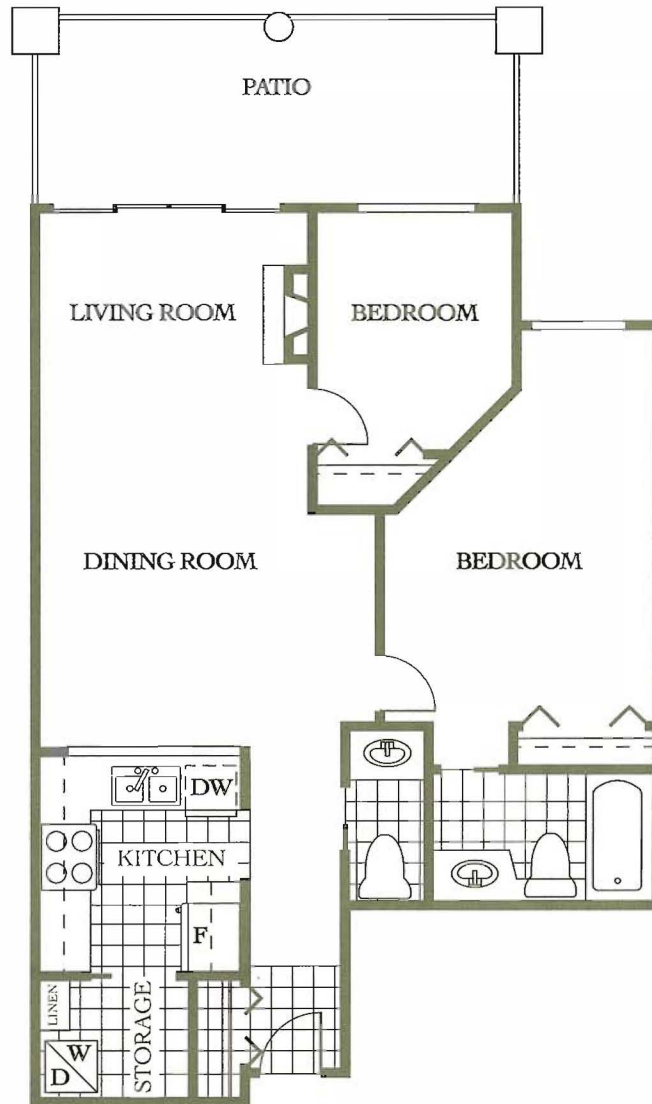 PATIO
LIVING ROOM
BEDROOM
DINING ROOM
BEDROOM
DW
KITCHEN
F
LINEN
STORAGE
W
D